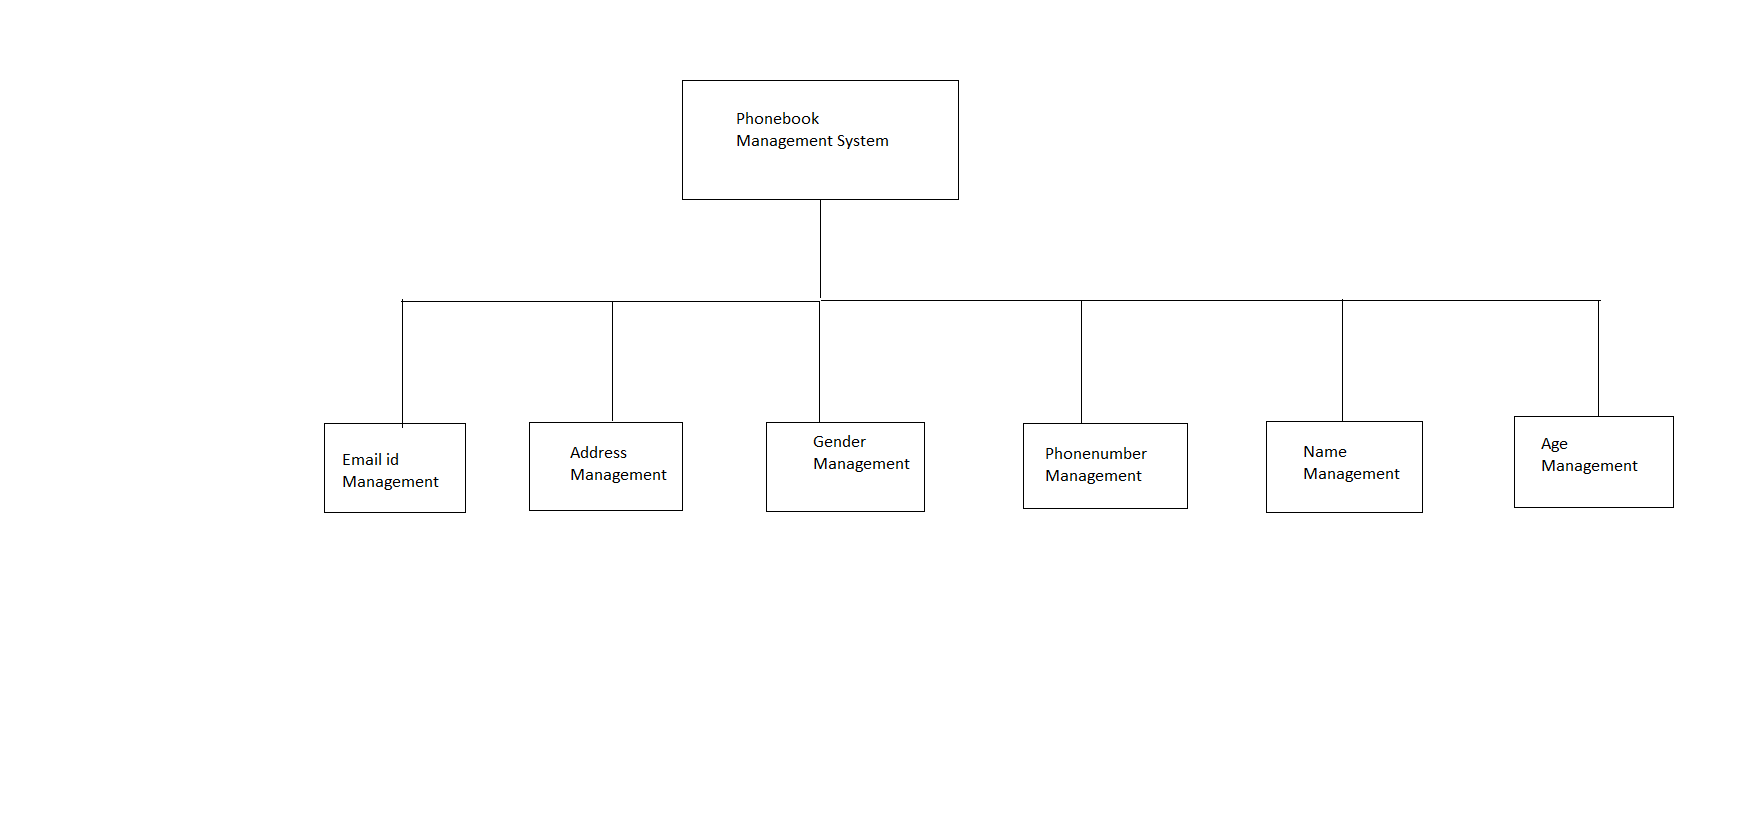 Phonebook
Management System
Email id
Management
Address
Management
Gender
Management
Phonenumber
Management
Name
Management
Age
Management